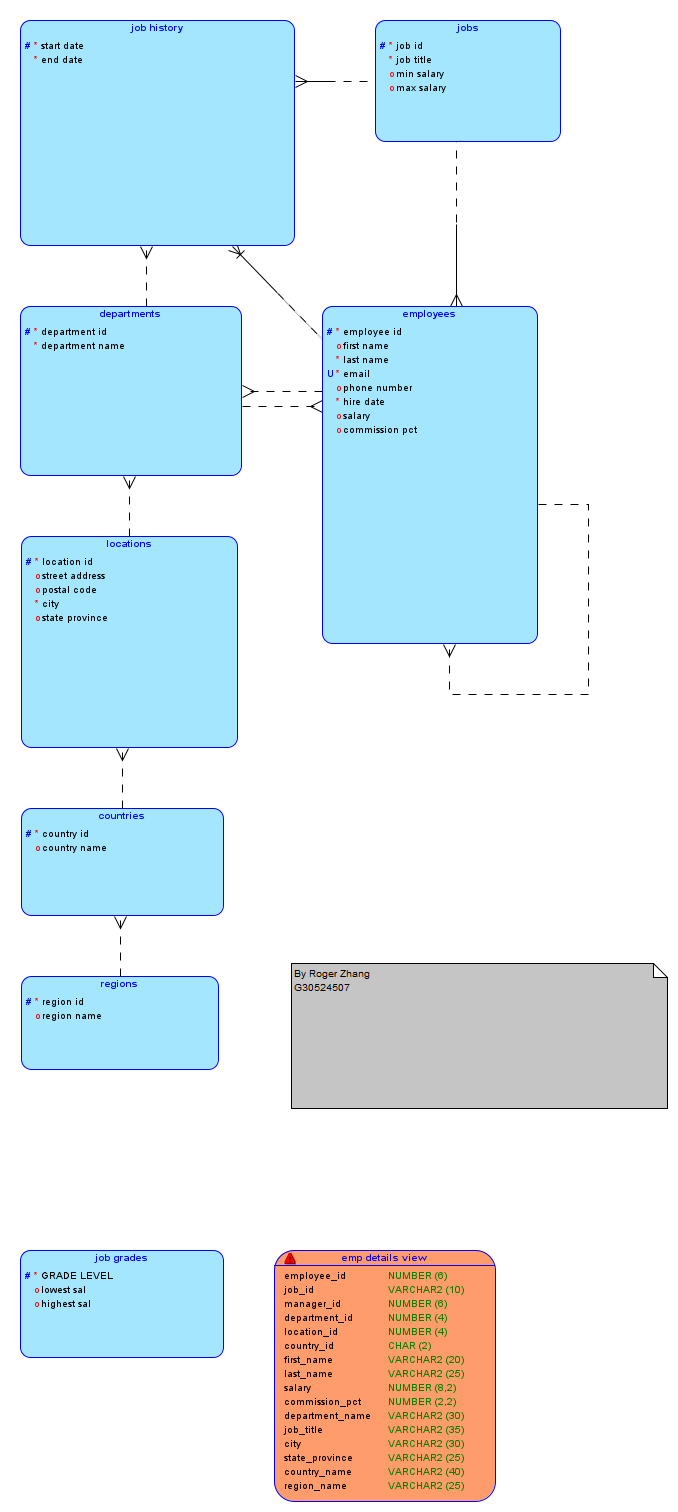 job history
# * start date
* end date
jobs
# * job id
* job title
o min salary
o max salary
departments
# * department id
* department name
employees
# * employee id
o first name
* last name
U * email
o phone number
* hire date
o salary
o commission pct
locations
# * location id
o street address
o postal code
* city
o state province
countries
# * country id
o country name
regions
# * region id
o region name
By Roger Zhang
G30524507
job grades
# * GRADE LEVEL
o lowest sal
o highest sal
emp details view
employee_id NUMBER (6)
job_id VARCHAR2 (10)
manager_id NUMBER (6)
department_id NUMBER (4)
location_id NUMBER (4)
country_id CHAR (2)
first_name VARCHAR2 (20)
last_name VARCHAR2 (25)
salary NUMBER (8,2)
commission_pct NUMBER (2,2)
department_name VARCHAR2 (30)
job_title VARCHAR2 (35)
city VARCHAR2 (30)
state_province VARCHAR2 (25)
country_name VARCHAR2 (40)
region_name VARCHAR2 (25)